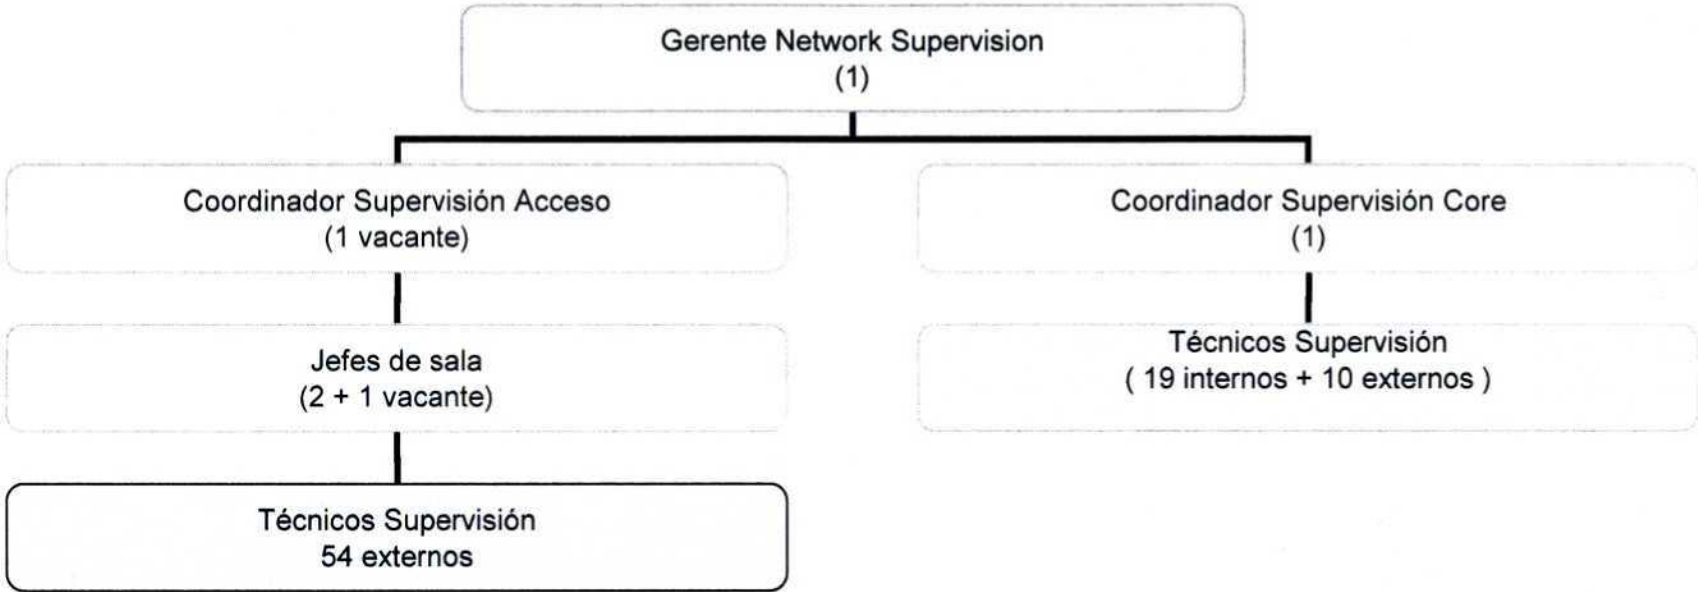 Gerente Network Supervision
(1)
Coordinador Supervisión Acceso
(1 vacante)
Coordinador Supervisión Core
(1)
Jefes de sala
(2 + 1 vacante)
Técnicos Supervisión
( 19 internos + 10 externos )
Técnicos Supervisión
54 externos